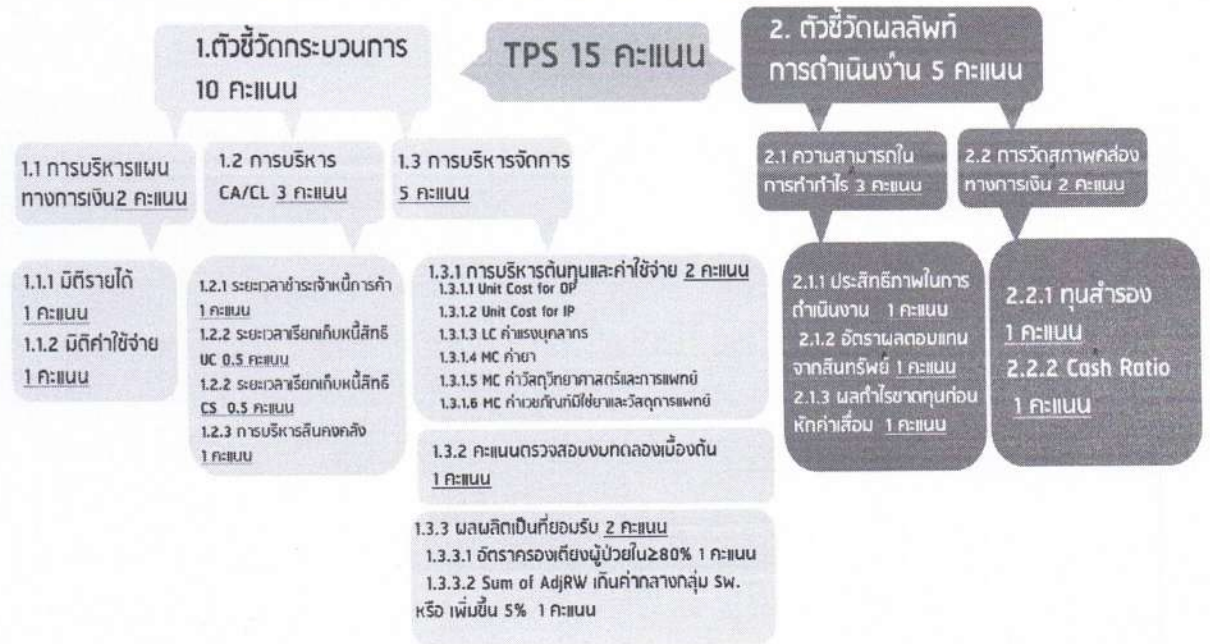 TPS 15 คะแนน
1.ตัวชี้วัดกระบวนการ
10 คะแนน
1.1 การบริหารแผน
ทางการเงิน2 คะแนน
1.1.1 มิติรายได้
1 คะแนน
1.1.2 มิติค่าใช้จ่าย
1 คะแนน
1.2 การบริหาร
CA/CL 3 คะแนน
1.2.1 ระยะเวลาชำระเจ้าหนี้การค้า
1 คะแนน
1.2.2 ระยะเวลาเรียกเก็บหนี้สิทธิ
UC 0.5 คะแนน
1.2.2 ระยะเวลาเรียกเก็บหนี้สิทธิ
CS 0.5 คะแนน
1.2.3 การบริหารสินคงคลัง
1 คะแนน
1.3 การบริหารจัดการ
5 คะแนน
1.3.1 การบริหารต้นทุนและค่าใช้จ่าย 2 คะแนน
1.3.1.1 Unit Cost for OP
1.3.1.2 Unit Cost for IP
1.3.1.3 LC ค่าแรงบุคลากร
1.3.1.4 MC ค่ายา
1.3.1.5 MC ค่าวัสดุวิทยาศาสตร์และการแพทย์
1.3.1.6 MC ค่าเวชภัณฑ์มิใช่ยาและวัสดุการแพทย์
1.3.2 คะแนนตรวจสอบงบทดลองเบื้องต้น
1 คะแนน
1.3.3 ผลผลิตเป็นที่ยอมรับ 2 คะแนน
1.3.3.1 อัตราครองเตียงผู้ป่วยใน≥80% 1 คะแนน
1.3.3.2 Sum of AdjRW เกินค่ากลางกลุ่ม รพ.
หรือ เพิ่มขึ้น 5% 1 คะแนน
2. ตัวชี้วัดผลลัพท์
การดำเนินงาน 5 คะแนน
2.1 ความสามารถใน
การทำกำไร 3 คะแนน
2.1.1 ประสิทธิภาพในการ
ดำเนินงาน 1 คะแนน
2.1.2 อัตราผลตอบแทน
จากสินทรัพย์ 1 คะแนน
2.1.3 ผลกำไรขาดทุนก่อน
หักค่าเสื่อม 1 คะแนน
2.2 การวัดสภาพคล่อง
ทางการเงิน 2 คะแนน
2.2.1 ทุนสำรอง
1 คะแนน
2.2.2 Cash Ratio
1 คะแนน